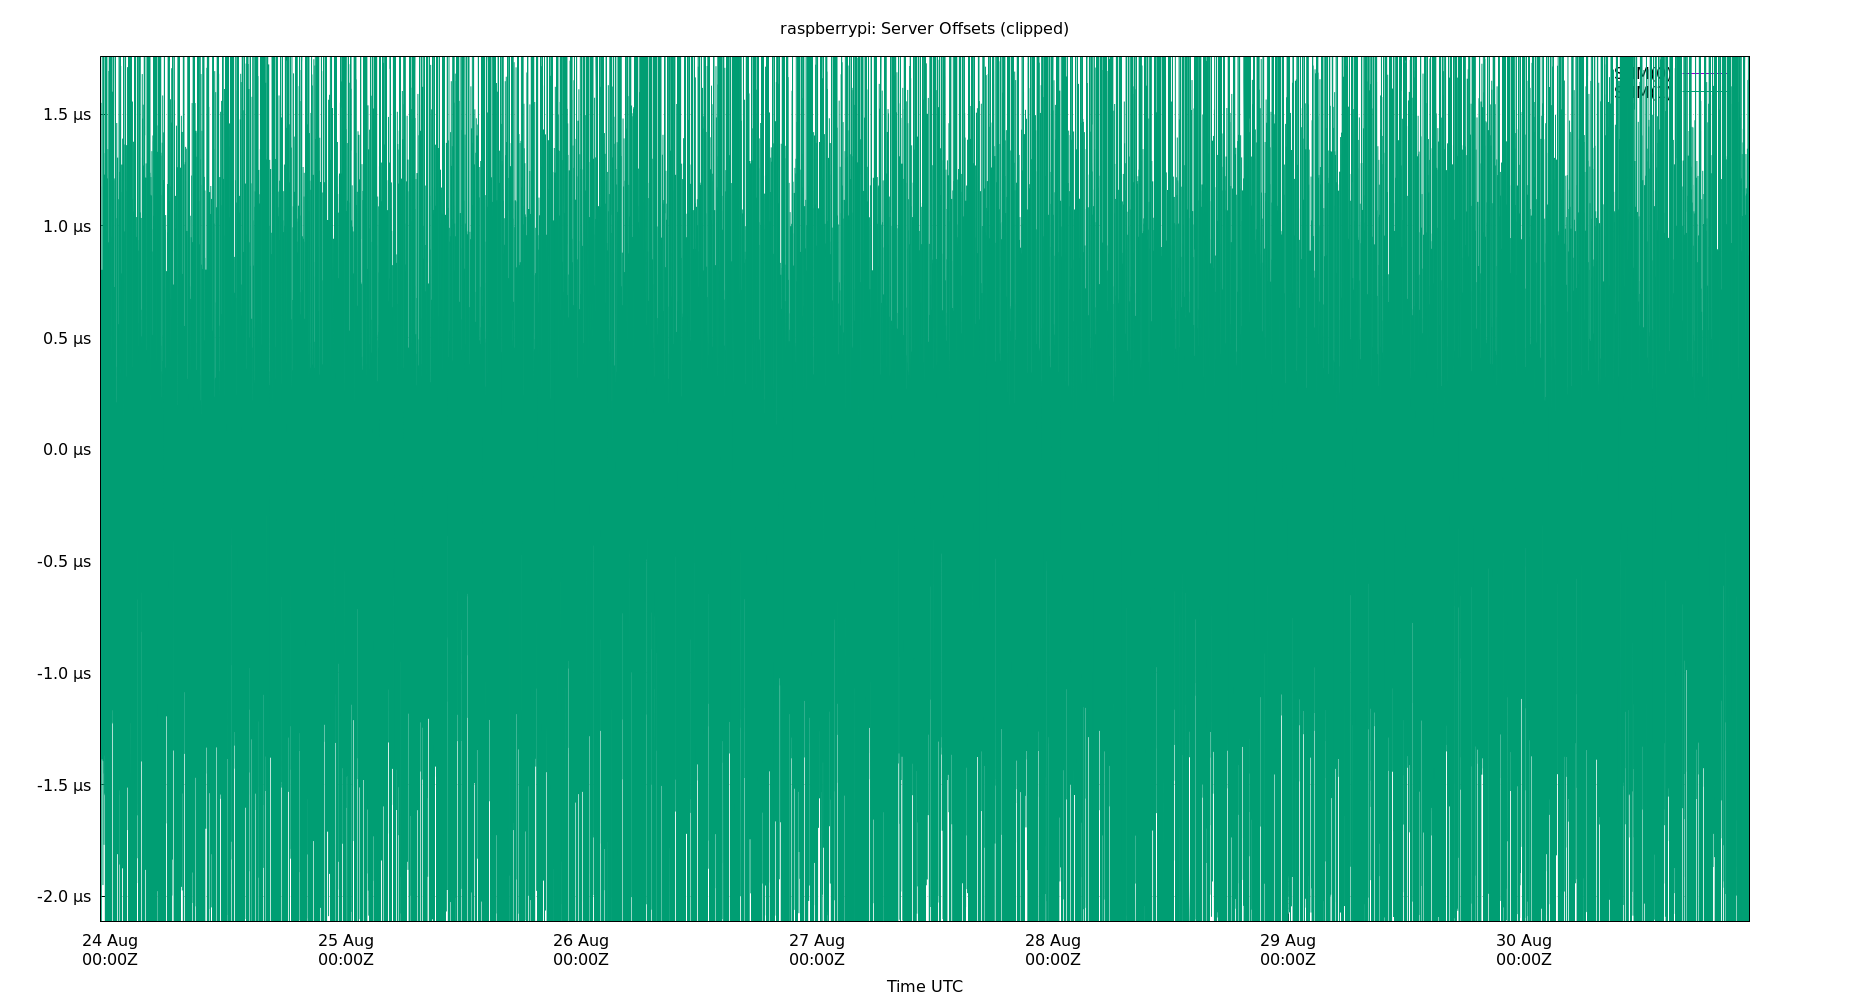 raspberrypi: Server Offsets (clipped)
1.5 µs
1.0 µs
0.5 µs
0.0 µs
-0.5 µs
-1.0 µs
-1.5 µs
-2.0 µs
24 Aug 25 Aug 26 Aug 27 Aug 28 Aug 29 Aug 30 Aug
00:00Z 00:00Z 00:00Z 00:00Z 00:00Z 00:00Z 00:00Z
Time UTC